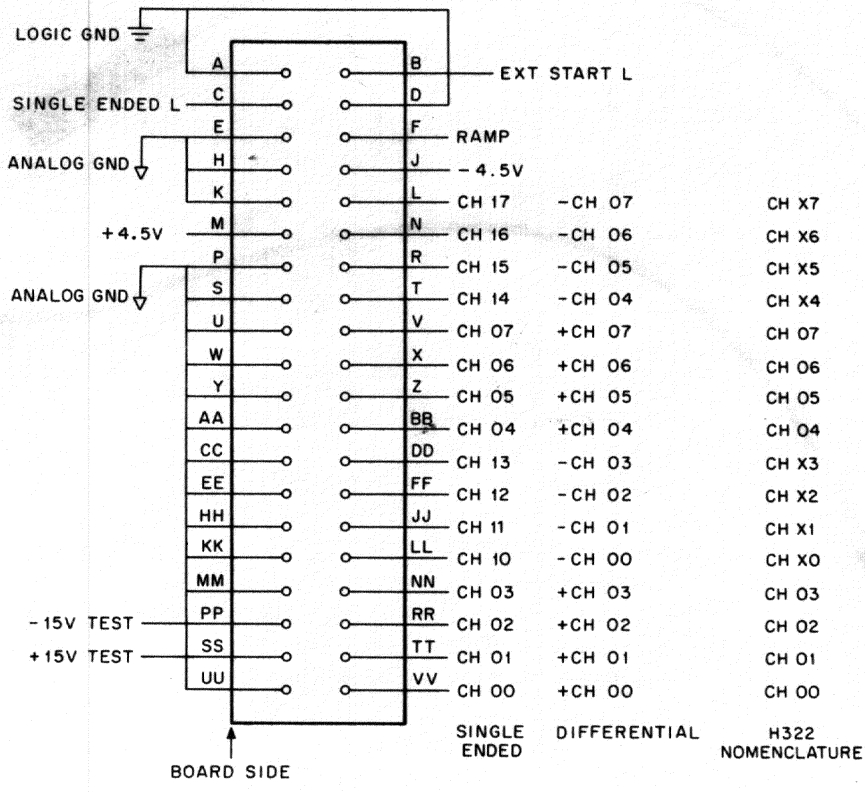 LOGIC GND
A B EXT START L
SINGLE ENDED L C D
E F RAMP
ANALOG GND H J -4.5V
K L CH 17 -CH 07 CH X7
+4.5V M N CH 16 -CH 06 CH X6
P R CH 15 -CH 05 CH X5
ANALOG GND S T CH 14 -CH 04 CH X4
U V CH 07 +CH 07 CH 07
W X CH 06 +CH 06 CH 06
Y Z CH 05 +CH 05 CH 05
AA BB CH 04 +CH 04 CH 04
CC DD CH 13 -CH 03 CH X3
EE FF CH 12 -CH 02 CH X2
HH JJ CH 11 -CH 01 CH X1
KK LL CH 10 -CH 00 CH X0
MM NN CH 03 +CH 03 CH 03
-15V TEST PP RR CH 02 +CH 02 CH 02
+15V TEST SS TT CH 01 +CH 01 CH 01
UU VV CH 00 +CH 00 CH 00
SINGLE ENDED DIFFERENTIAL H322 NOMENCLATURE
BOARD SIDE